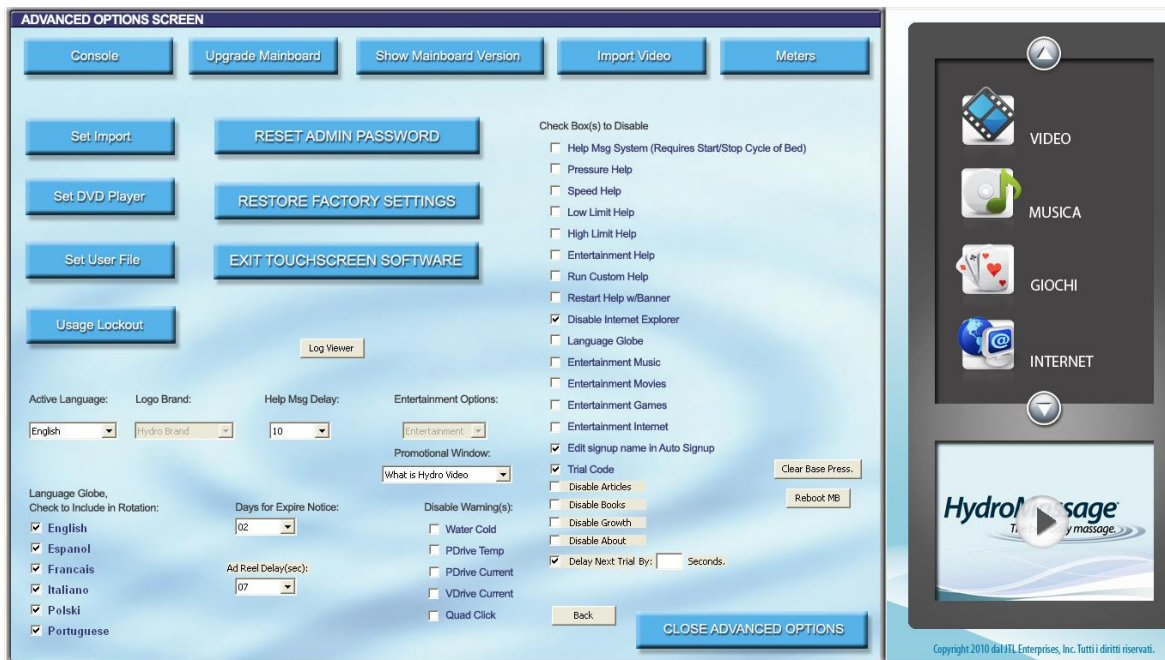 ADVANCED OPTIONS SCREEN
Console
Upgrade Mainboard
Show Mainboard Version
Import Video
Meters
Set Import
RESET ADMIN PASSWORD
Set DVD Player
RESTORE FACTORY SETTINGS
Set User File
EXIT TOUCHSCREEN SOFTWARE
Usage Lockout
Log Viewer
Active Language:
Logo Brand:
Help Msg Delay:
Entertainment Options:
English
Hydro Brand
10
Entertainment
Promotional Window:
What is Hydro Video
Language Globe,
Check to Include in Rotation:
English
Espanol
Francais
Italiano
Polski
Portuguese
Days for Expire Notice:
02
Ad Reel Delay(sec):
07
Disable Warning(s):
Water Cold
PDrive Temp
PDrive Current
VDrive Current
Quad Click
Check Box(s) to Disable
Help Msg System (Requires Start/Stop Cycle of Bed)
Pressure Help
Speed Help
Low Limit Help
High Limit Help
Entertainment Help
Run Custom Help
Restart Help w/Banner
Disable Internet Explorer
Language Globe
Entertainment Music
Entertainment Movies
Entertainment Games
Entertainment Internet
Edit signup name in Auto Signup
Trial Code
Disable Articles
Disable Books
Disable Growth
Disable About
Delay Next Trial By: Seconds.
Clear Base Press.
Reboot MB
Back
CLOSE ADVANCED OPTIONS
VIDEO
MUSICA
GIOCHI
INTERNET
HydroMassage
massage.
Copyright 2010 dal JTL Enterprises, Inc. Tutti i diritti riservati.